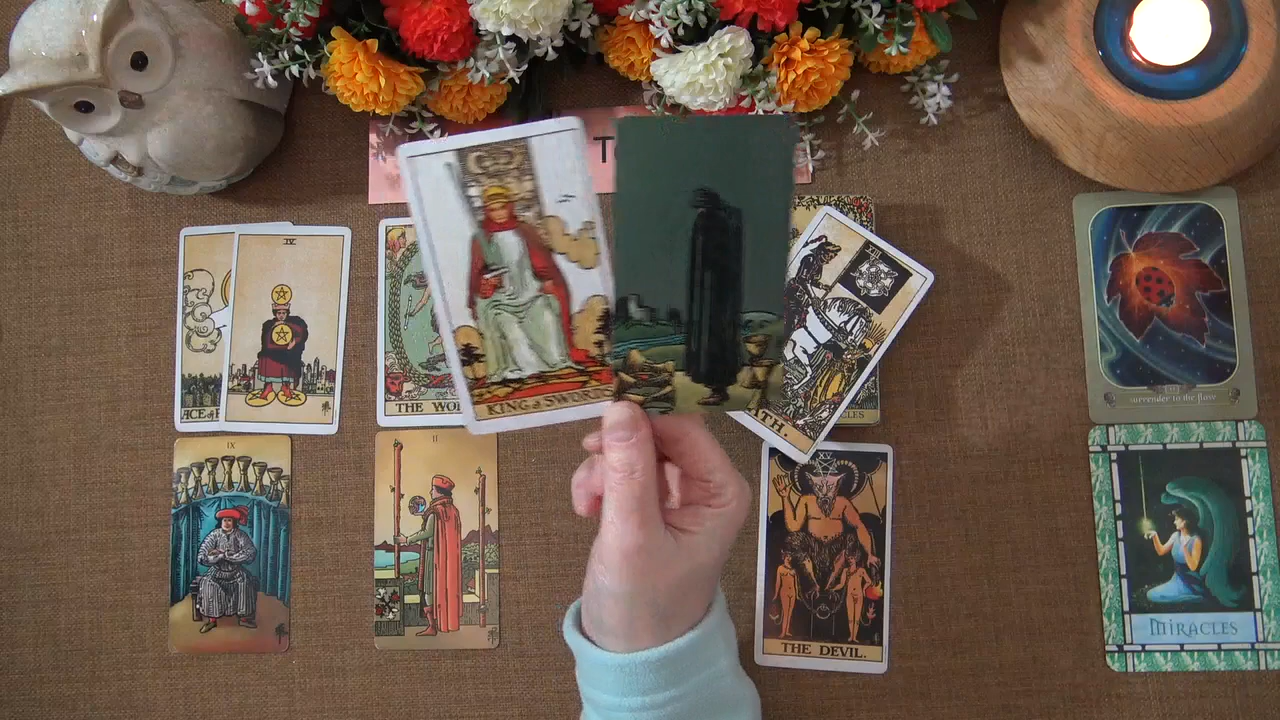 T
IV
ACE of
THE WO
KING of SWORDS
XIII
ATH.
CLES
surrender to the flow
IX
II
XV
THE DEVIL.
MIRACLES